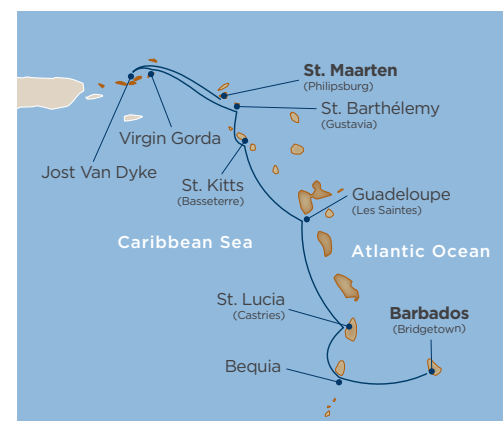 St. Maarten
(Philipsburg)
St. Barthélemy
(Gustavia)
Virgin Gorda
Jost Van Dyke
St. Kitts
(Basseterre)
Guadeloupe
(Les Saintes)
Caribbean Sea
Atlantic Ocean
St. Lucia
(Castries)
Barbados
(Bridgetown)
Bequia